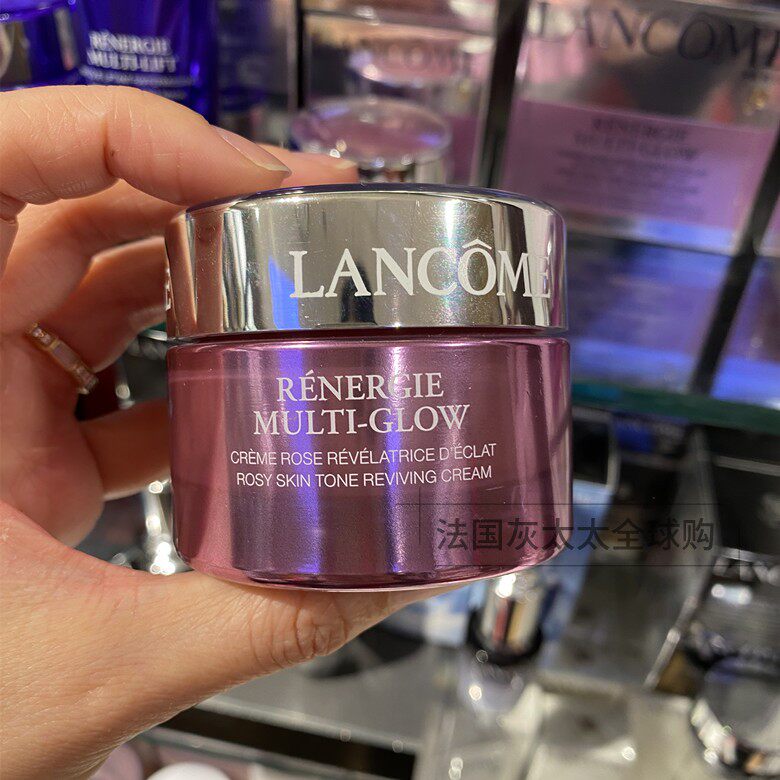 RÉNERGIE
MULTI-LIFT
LANCÔME
RÉNERGIE
MULTI-GLOW
LANCÔME
RÉNERGIE
MULTI-GLOW
CRÈME ROSE RÉVÉLATRICE D'ÉCLAT
ROSY SKIN TONE REVIVING CREAM
法国灰太太全球购